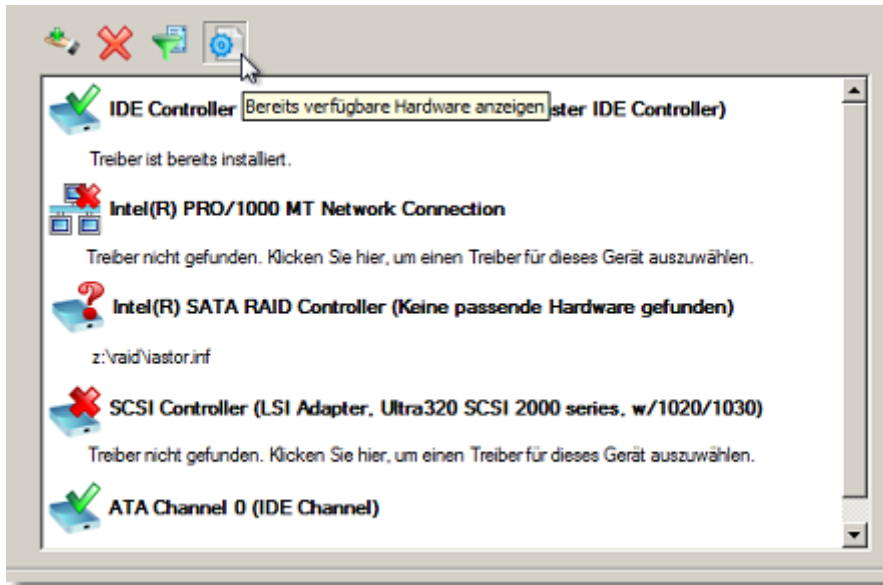 IDE Controller
Bereits verfügbare Hardware anzeigen
ster IDE Controller)
Treiber ist bereits installiert.
Intel(R) PRO/1000 MT Network Connection
Treiber nicht gefunden. Klicken Sie hier, um einen Treiber für dieses Gerät auszuwählen.
Intel(R) SATA RAID Controller (Keine passende Hardware gefunden)
z:\raid\iastor.inf
SCSI Controller (LSI Adapter, Ultra320 SCSI 2000 series, w/1020/1030)
Treiber nicht gefunden. Klicken Sie hier, um einen Treiber für dieses Gerät auszuwählen.
ATA Channel 0 (IDE Channel)